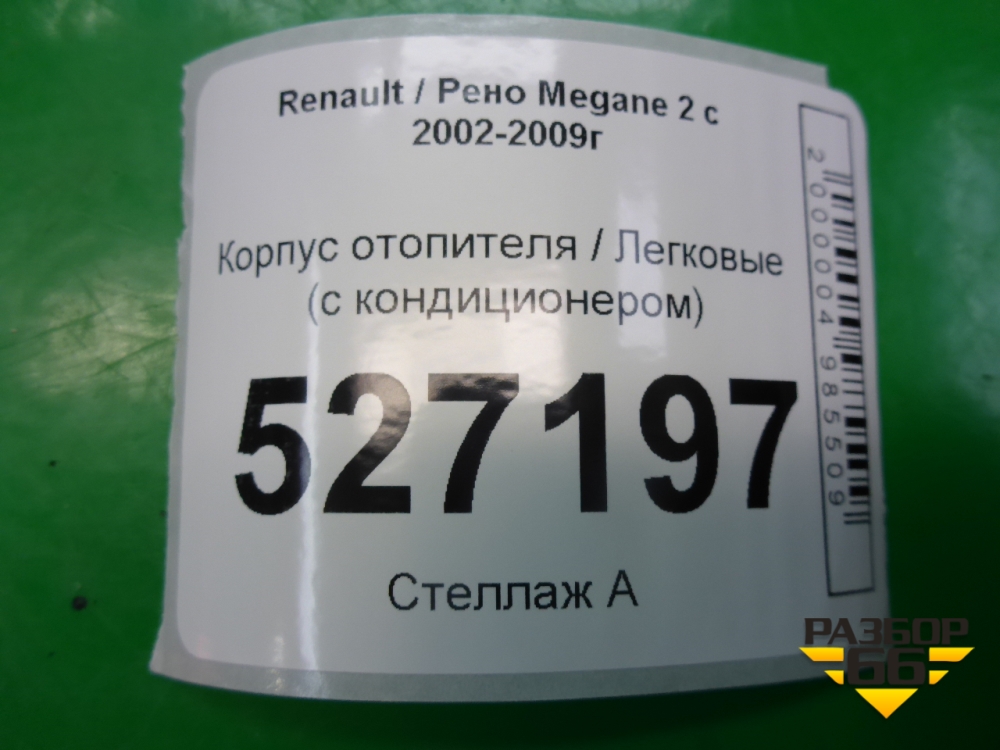 Renault / Рено Megane 2 с
2002-2009г
Корпус отопителя / Легковые
(с кондиционером)
527197
Стеллаж А
2000004985509
РАЗБОР
66